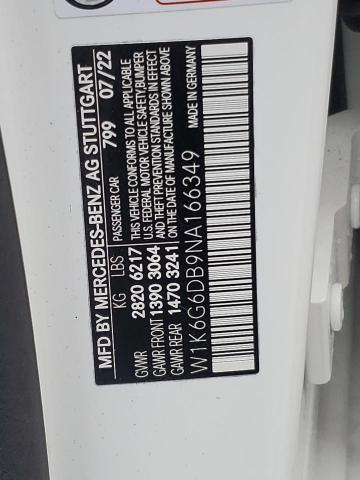 MFD BY MERCEDES-BENZ AG STUTTGART
PASSENGER CAR 799 07/22
KG LBS
GVWR 2820 6217
GAWR FRONT 1390 3064
GAWR REAR 1470 3241
THIS VEHICLE CONFORMS TO ALL APPLICABLE
U.S. FEDERAL MOTOR VEHICLE SAFETY, BUMPER
AND THEFT PREVENTION STANDARDS IN EFFECT
ON THE DATE OF MANUFACTURE SHOWN ABOVE
MADE IN GERMANY
W1K6G6DB9NA166349